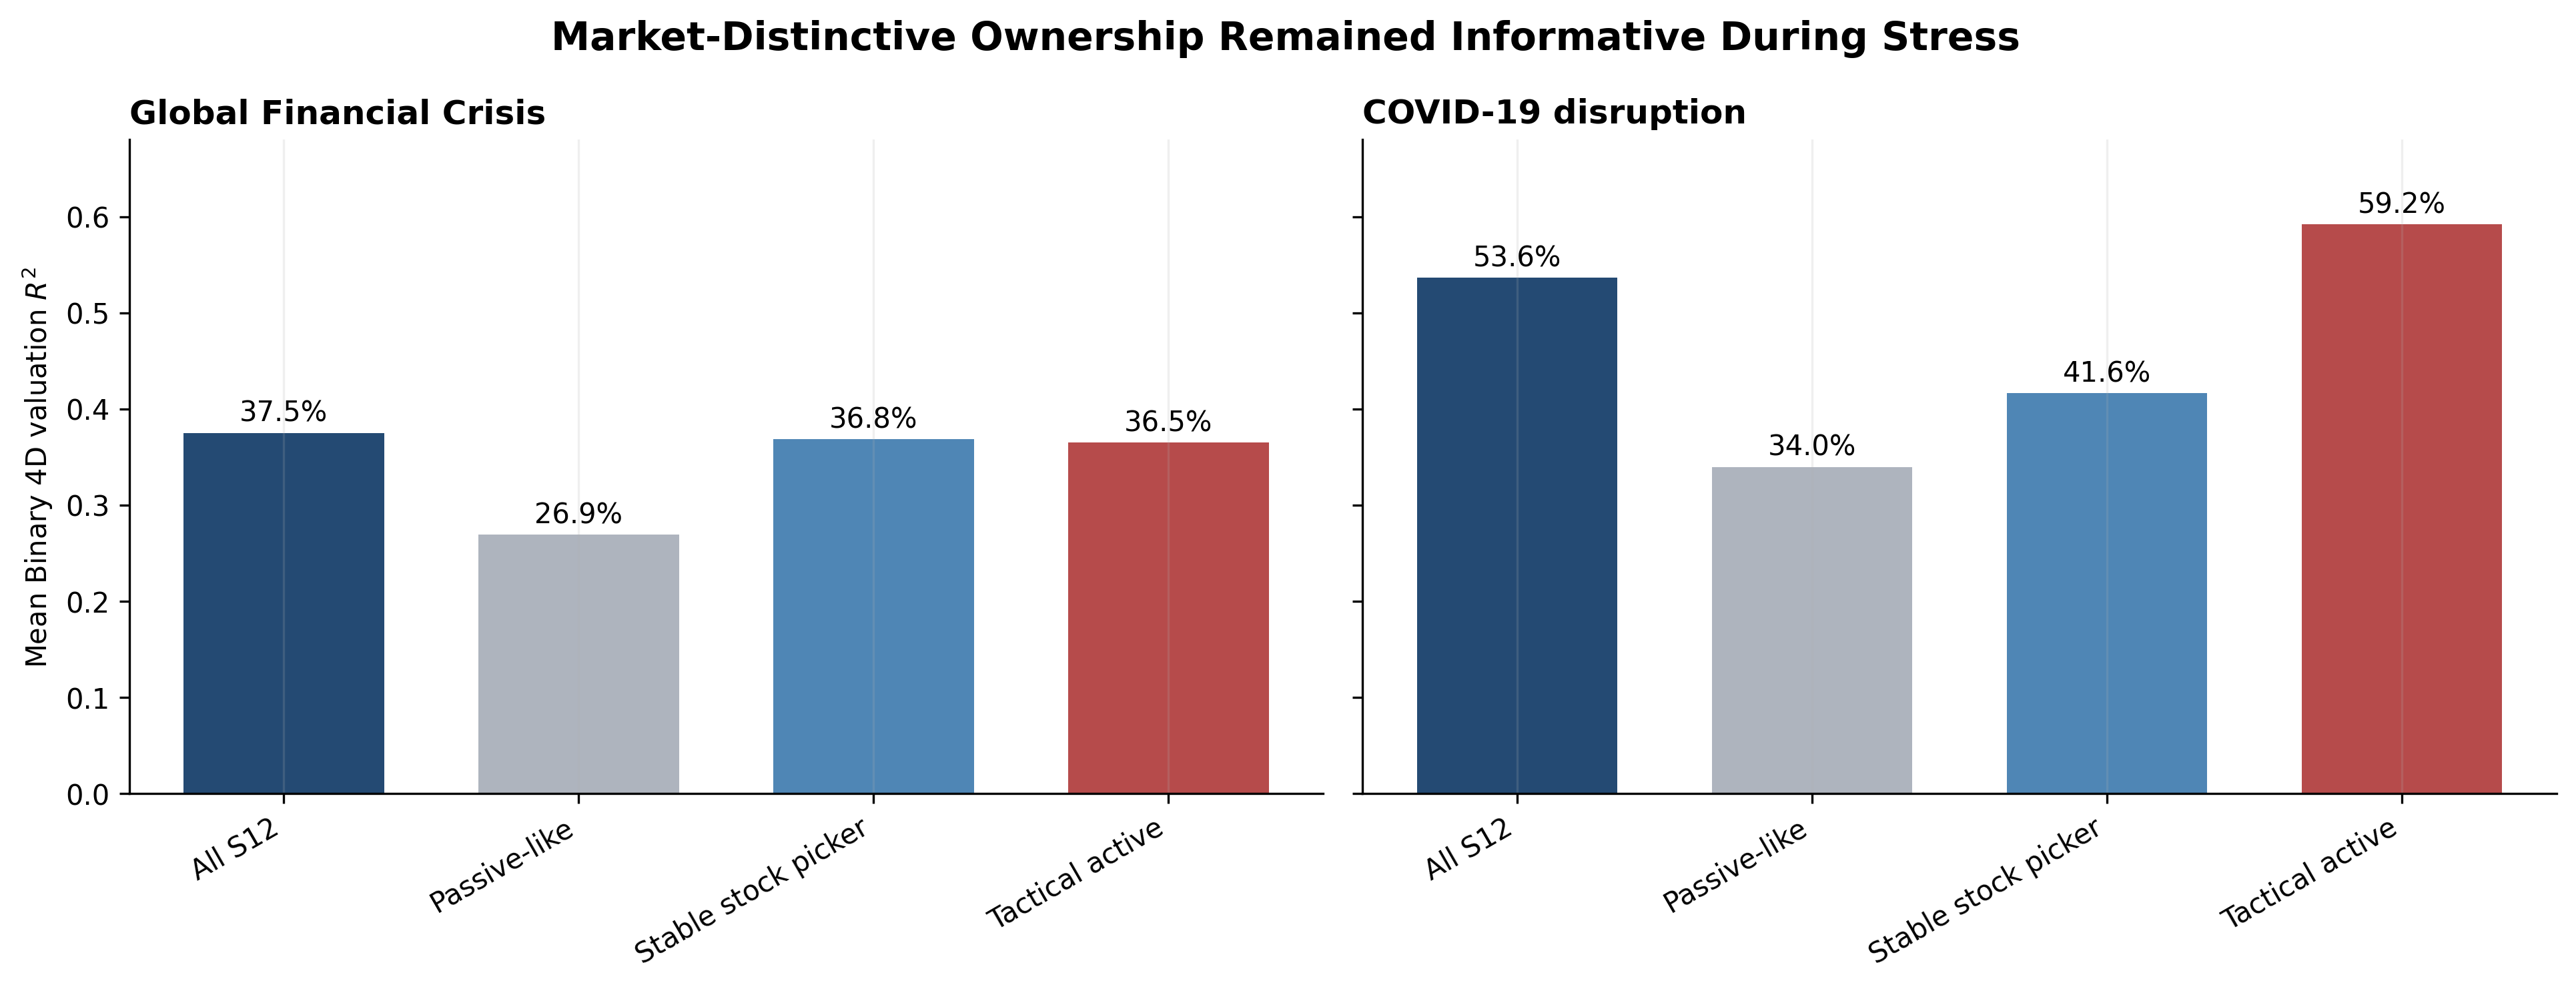 Market-Distinctive Ownership Remained Informative During Stress
Global Financial Crisis
Mean Binary 4D valuation R²
0.6
0.5
0.4
0.3
0.2
0.1
0.0
37.5%
26.9%
36.8%
36.5%
All S12
Passive-like
Stable stock picker
Tactical active
COVID-19 disruption
53.6%
34.0%
41.6%
59.2%
All S12
Passive-like
Stable stock picker
Tactical active